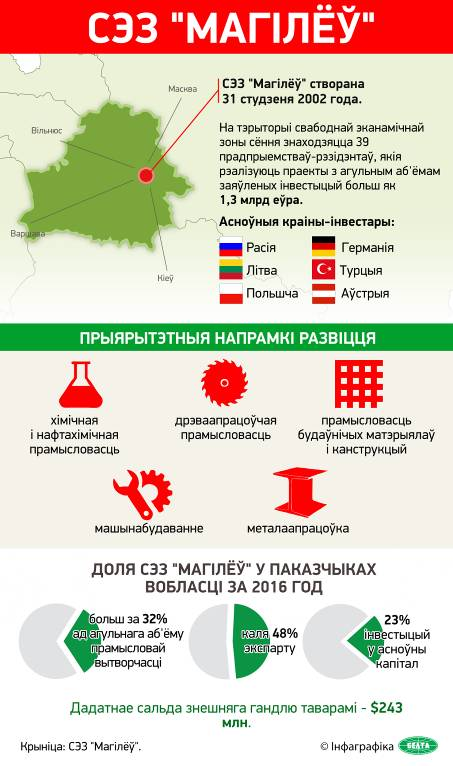 СЭЗ "МАГІЛЁЎ"
Масква
Вільнюс
Варшава
Кіеў
СЭЗ "Магілёў" створана
31 студзеня 2002 года.
На тэрыторыі свабоднай эканамічнай
зоны сёння знаходзяцца 39
прадпрыемстваў-рэзідэнтаў, якія
рэалізуюць праекты з агульным аб'ёмам
заяўленых інвестыцый больш як
1,3 млрд еўра.
Асноўныя краіны-інвестары:
Расія
Германія
Літва
Турцыя
Польшча
Аўстрыя
ПРЫЯРЫТЭТНЫЯ НАПРАМКІ РАЗВІЦЦЯ
хімічная
і нафтахімічная
прамысловасць
дрэваапрацоўчая
прамысловасць
прамысловасць
будаўнічых матэрыялаў
і канструкцый
машынабудаванне
металаапрацоўка
ДОЛЯ СЭЗ "МАГІЛЁЎ" У ПАКАЗЧЫКАХ
ВОБЛАСЦІ ЗА 2016 ГОД
больш за 32%
ад агульнага аб'ёму
прамысловай
вытворчасці
каля 48%
экспарту
23%
інвестыцый
у асноўны
капітал
Дадатнае сальда знешняга гандлю таварамі - $243
млн.
Крыніца: СЭЗ "Магілёў".
© Інфаграфіка
БЕЛТА